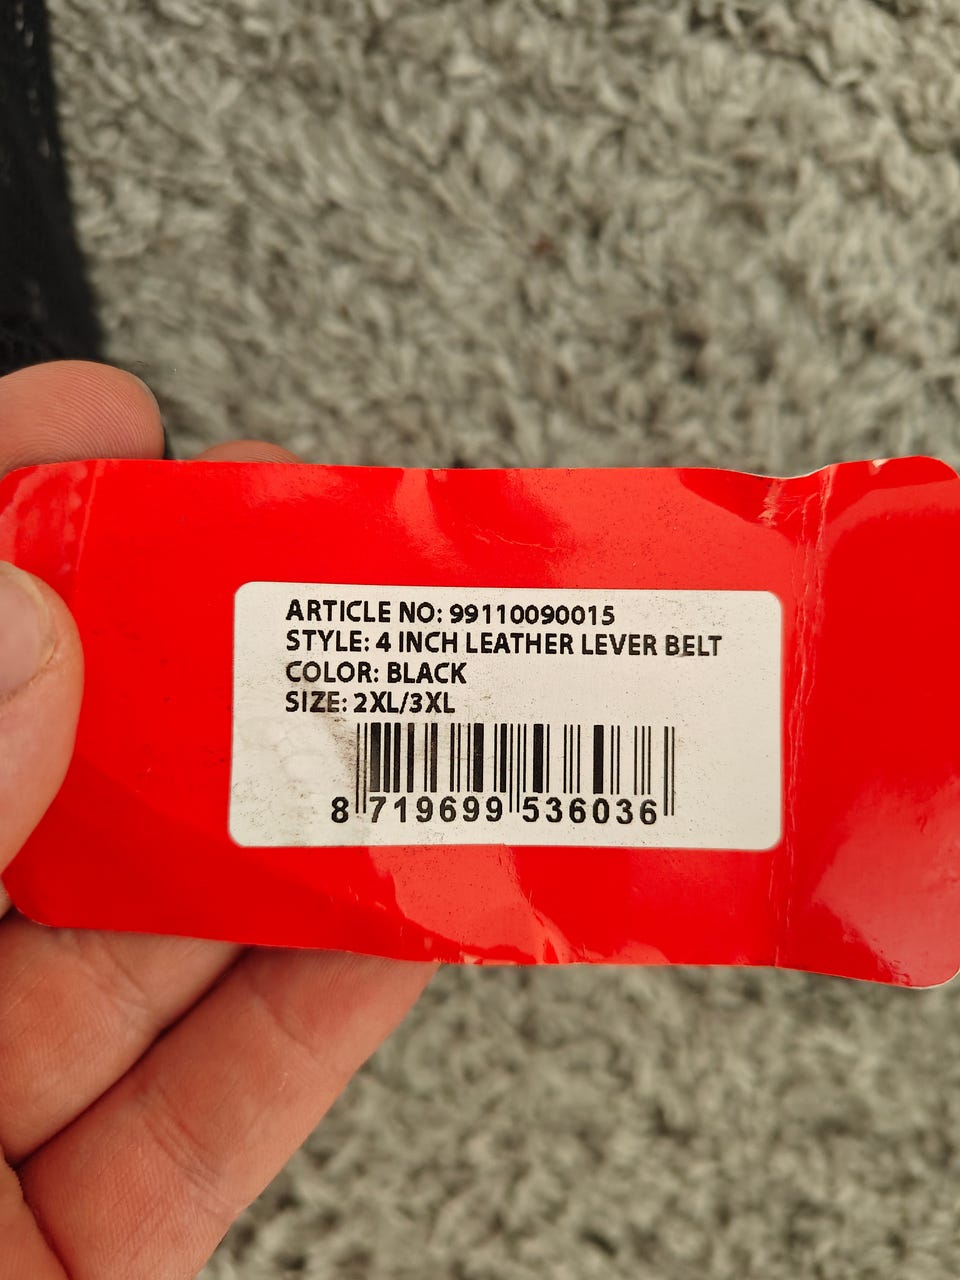 ARTICLE NO: 99110090015
STYLE: 4 INCH LEATHER LEVER BELT
COLOR: BLACK
SIZE: 2XL/3XL
8 719699 536036